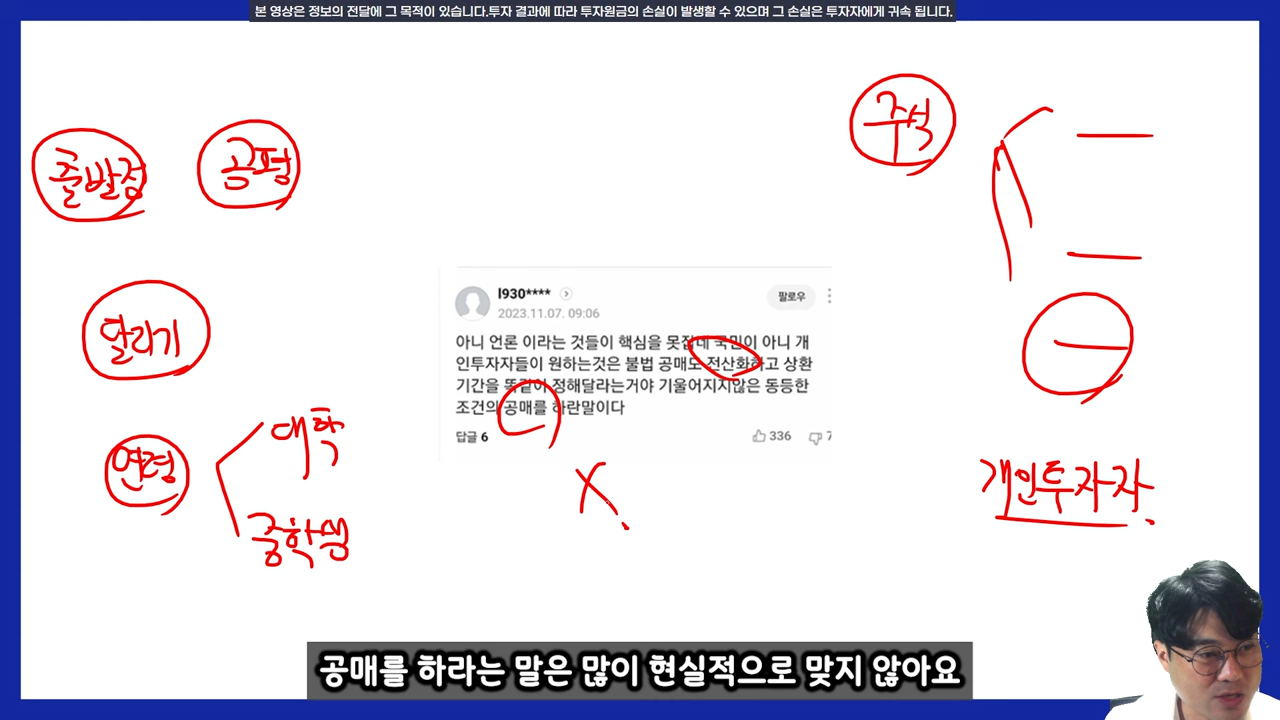 본 영상은 정보의 전달에 그 목적이 있습니다.투자 결과에 따라 투자원금의 손실이 발생할 수 있으며 그 손실은 투자자에게 귀속 됩니다.
주식
출발점 공평
달리기
l930****
팔로우
2023.11.07. 09:06
아니 언론 이라는 것들이 핵심을 못잡네 국민이 아니 개
인투자자들이 원하는것은 불법 공매도 전산화하고 상환
기간을 똑같이 정해달라는거야 기울어지지않은 동등한
조건의 공매를 하란말이다
답글 6
336
7
연령
대학
중학생
개인투자자
X
공매를 하라는 말은 많이 현실적으로 맞지 않아요